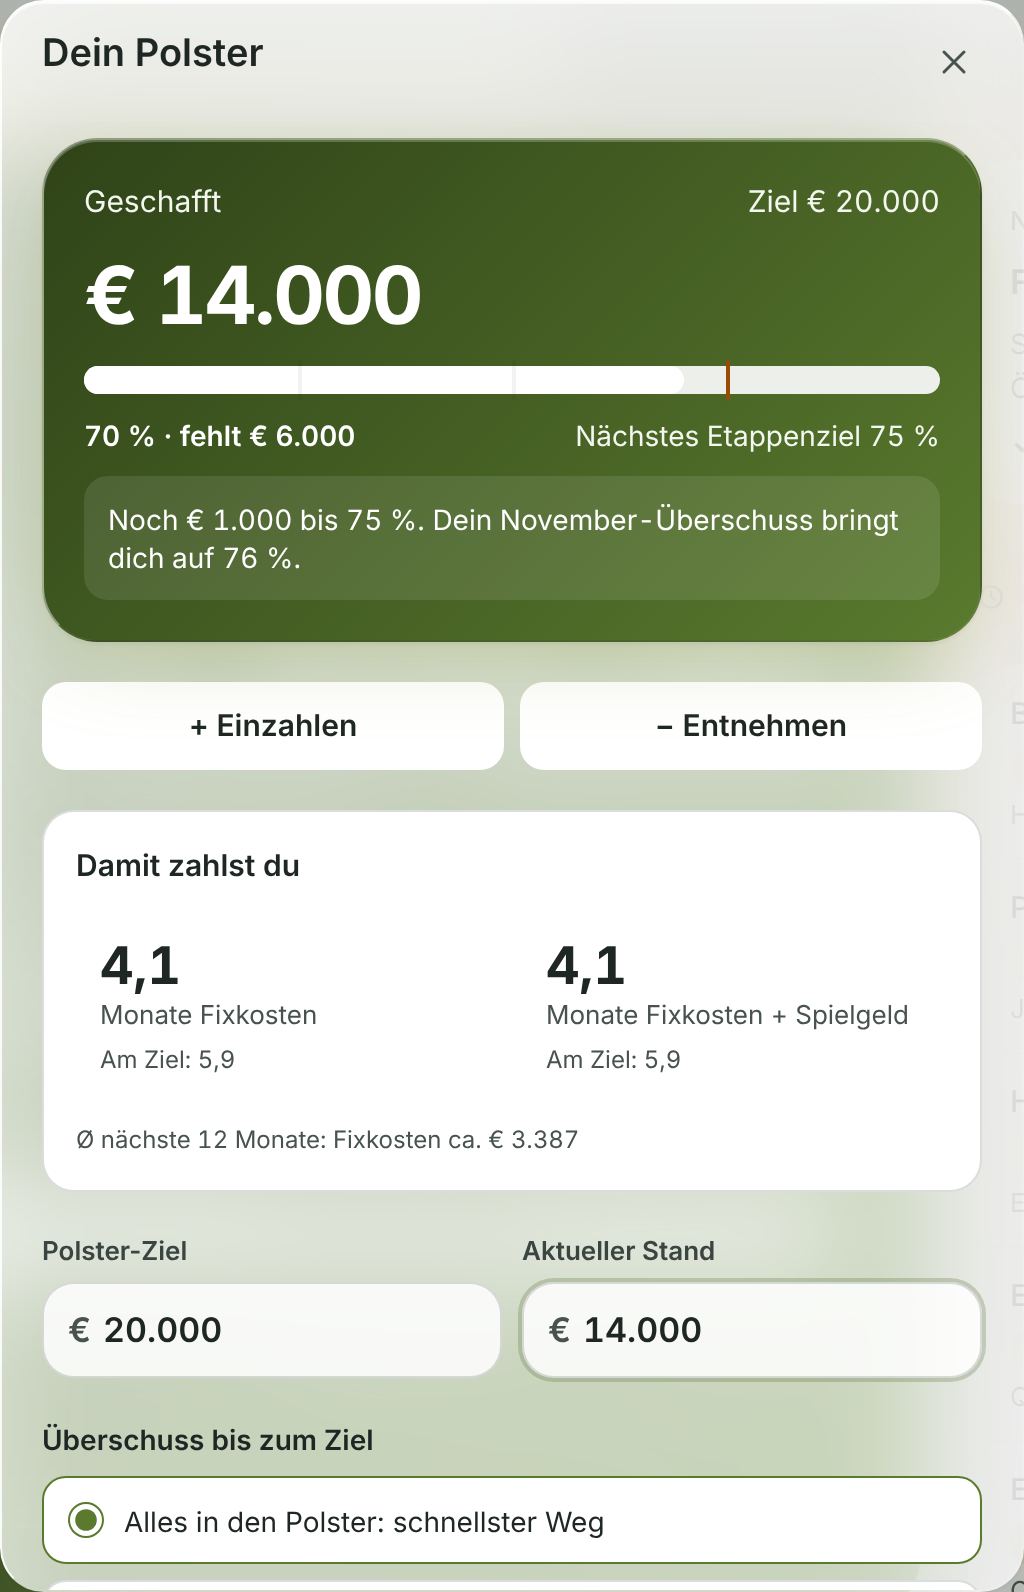 Dein Polster
Geschafft
Ziel € 20.000
€ 14.000
70 % · fehlt € 6.000
Nächstes Etappenziel 75 %
Noch € 1.000 bis 75 %. Dein November-Überschuss bringt
dich auf 76 %.
+ Einzahlen
− Entnehmen
Damit zahlst du
4,1
Monate Fixkosten
Am Ziel: 5,9
4,1
Monate Fixkosten + Spielgeld
Am Ziel: 5,9
Ø nächste 12 Monate: Fixkosten ca. € 3.387
Polster-Ziel
€ 20.000
Aktueller Stand
€ 14.000
Überschuss bis zum Ziel
Alles in den Polster: schnellster Weg